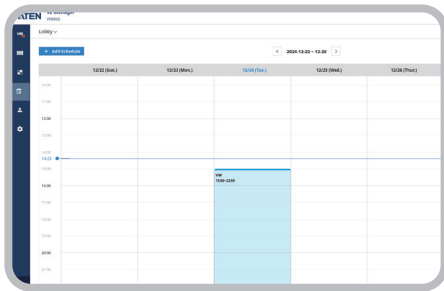 Lobby
+ Add Schedule
< 2024-12-22 ~ 12-28 >
12/22 (Sun.) 12/23 (Mon.) 12/24 (Tue.) 12/25 (Wed.) 12/26 (Thur.)
10:00
11:00
12:00
13:00
14:00
14:23
15:00
VIP
15:00~23:59
16:00
17:00
18:00
19:00
20:00
21:00